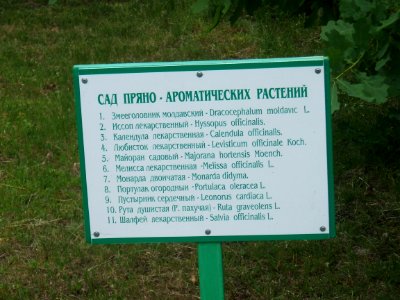 САД ПРЯНО - АРОМАТИЧЕСКИХ РАСТЕНИЙ
1. Змееголовник молдавский - Dracocephalum moldavic L.
2. Иссоп лекарственный - Hyssopus officinalis.
3. Календула лекарственная - Calendula officinalis.
4. Любисток лекарственный - Levisticum officinale Koch.
5. Майоран садовый - Majorana hortensis Moench.
6. Мелисса лекарственная - Melissa officinalis L.
7. Монарда двойчатая - Monarda didyma.
8. Портулак огородный - Portulaca oleracea L.
9. Пустырник сердечный - Leonorus cardiaca L.
10. Рута душистая (Р. пахучая) - Ruta graveolens L.
11. Шалфей лекарственный - Salvia officinalis L.